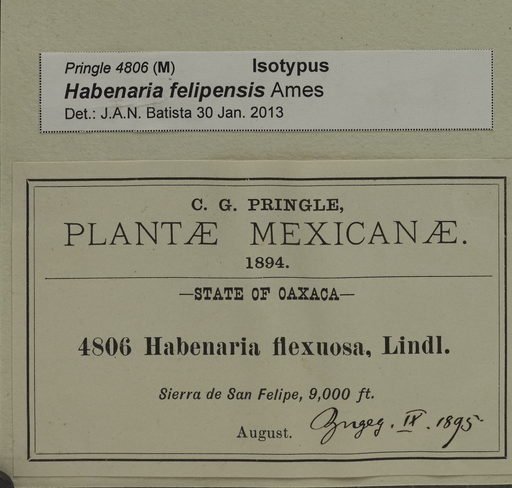 Pringle 4806 (M) Isotypus
Habenaria felipensis Ames
Det.: J.A.N. Batista 30 Jan. 2013
C. G. PRINGLE,
PLANTÆ MEXICANÆ.
1894.
—STATE OF OAXACA—
4806 Habenaria flexuosa, Lindl.
Sierra de San Felipe, 9,000 ft.
August. Zugeg. IX. 1895